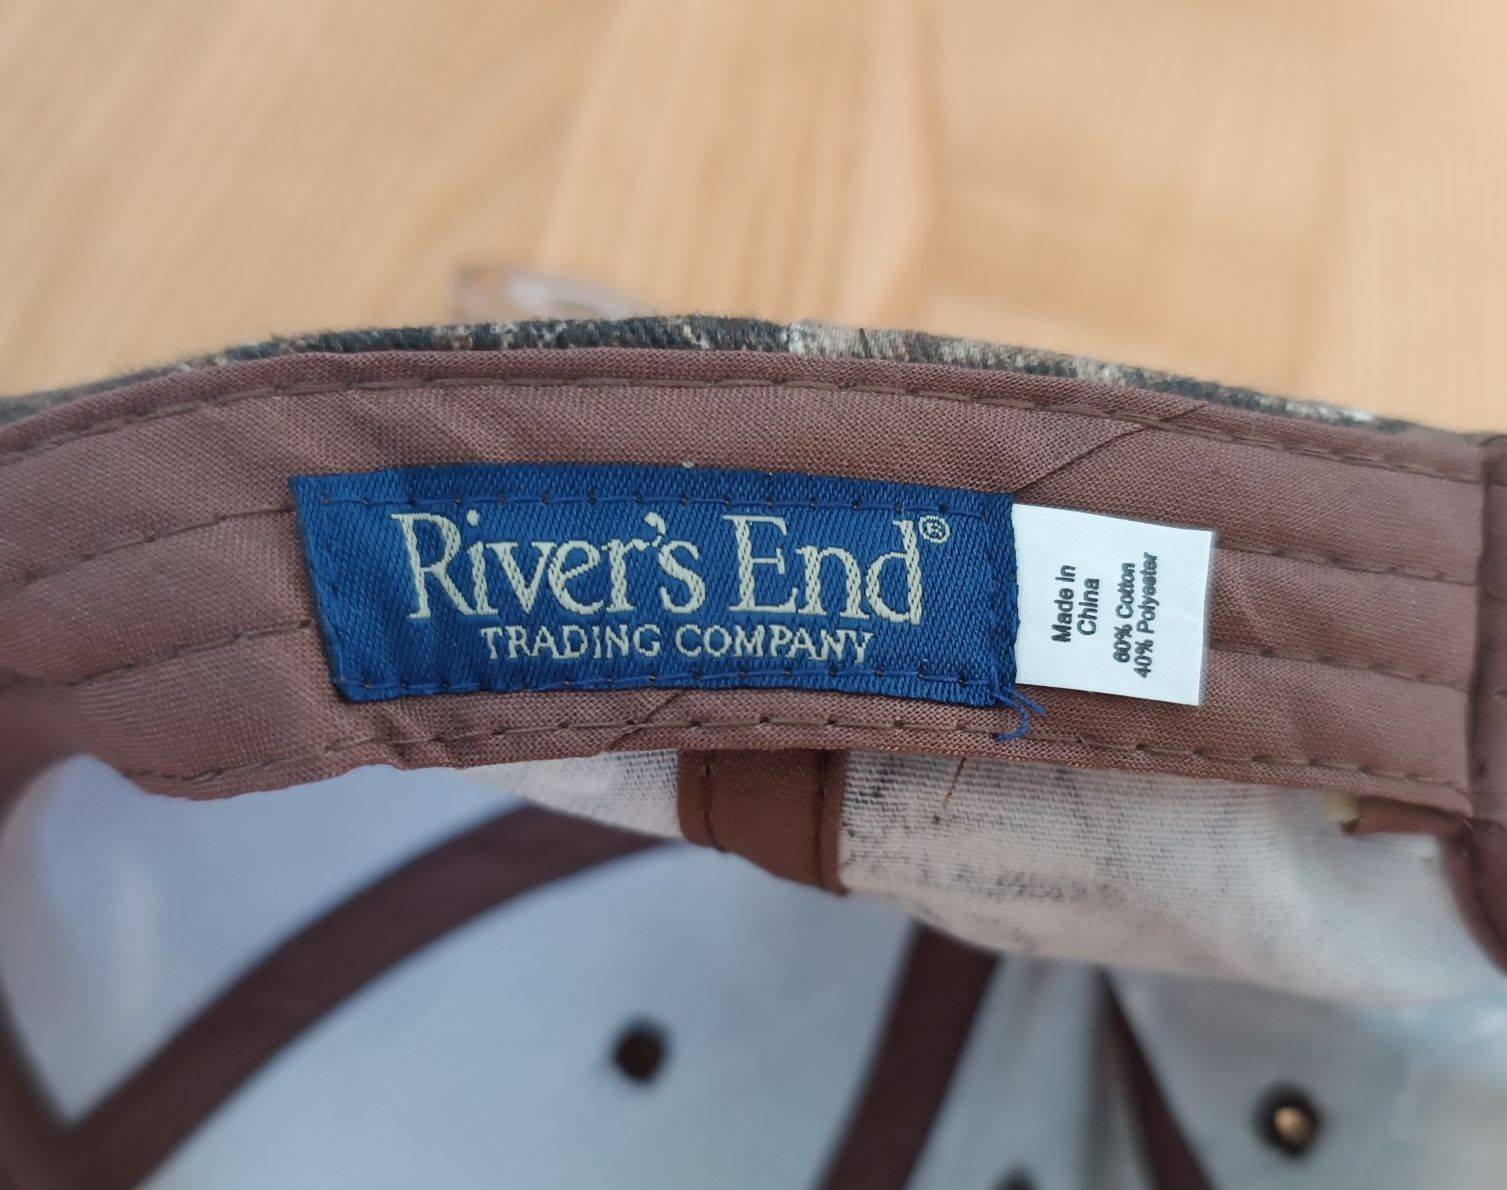 River's End®
TRADING COMPANY
Made in
China
60% Cotton
40% Polyester